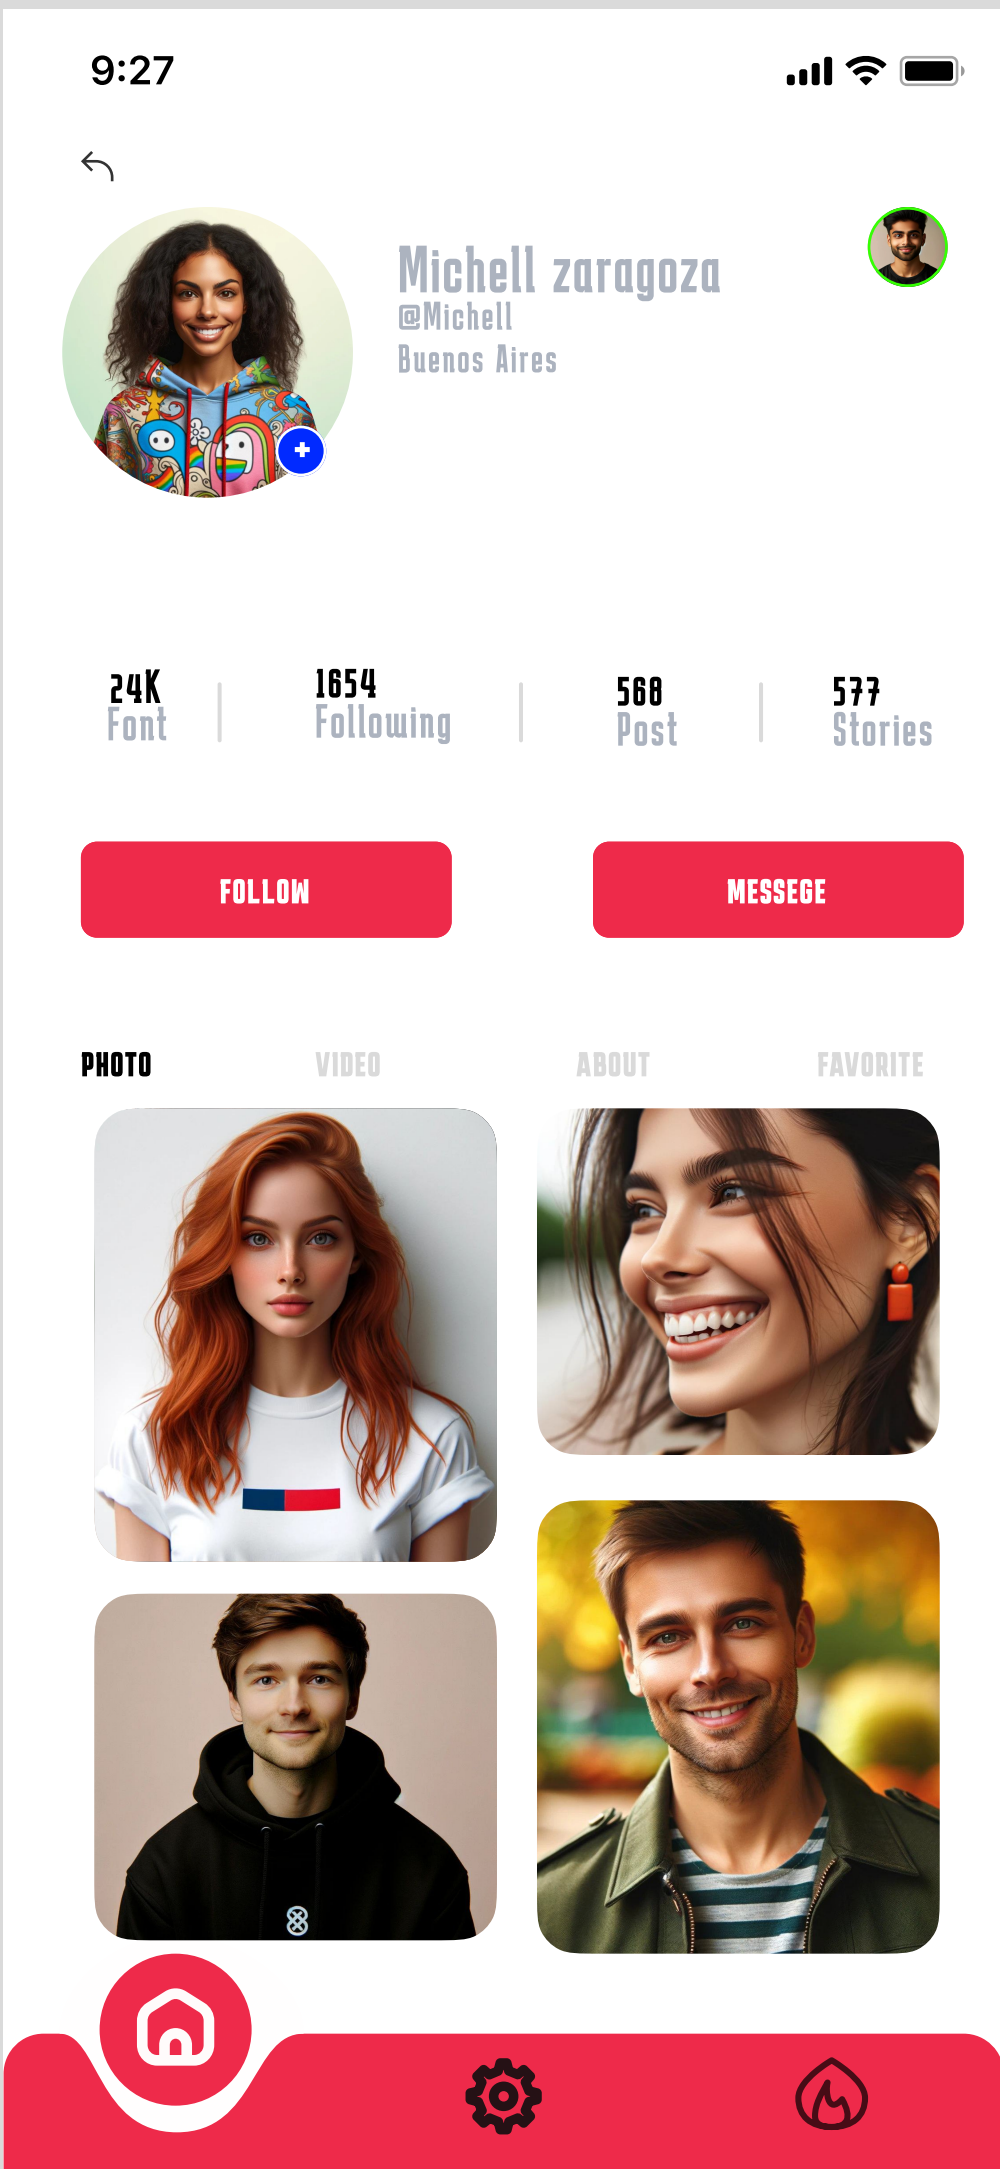 9:27
Michell zaragoza
@Michell
Buenos Aires
24K
Font
1654
Following
568
Post
577
Stories
FOLLOW
MESSEGE
PHOTO
VIDEO
ABOUT
FAVORITE